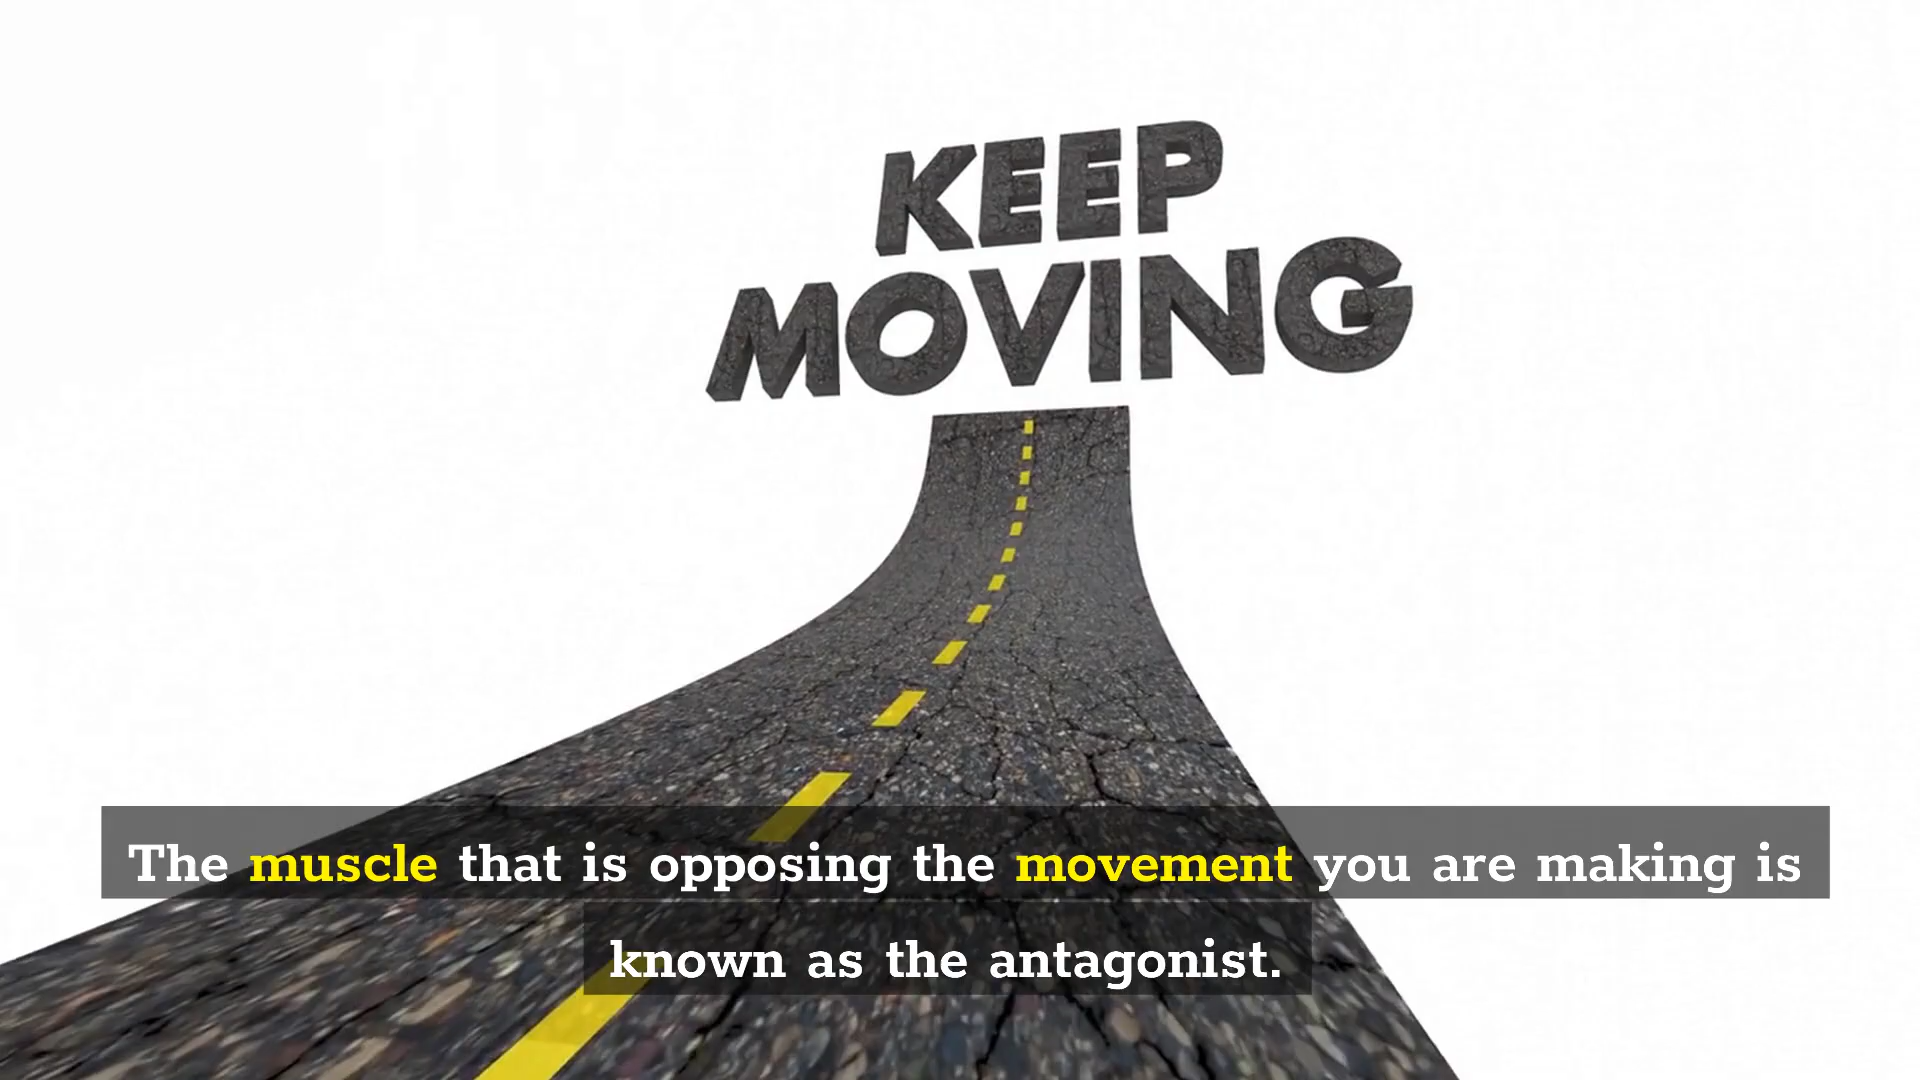 KEEP
MOVING
The muscle that is opposing the movement you are making is
known as the antagonist.